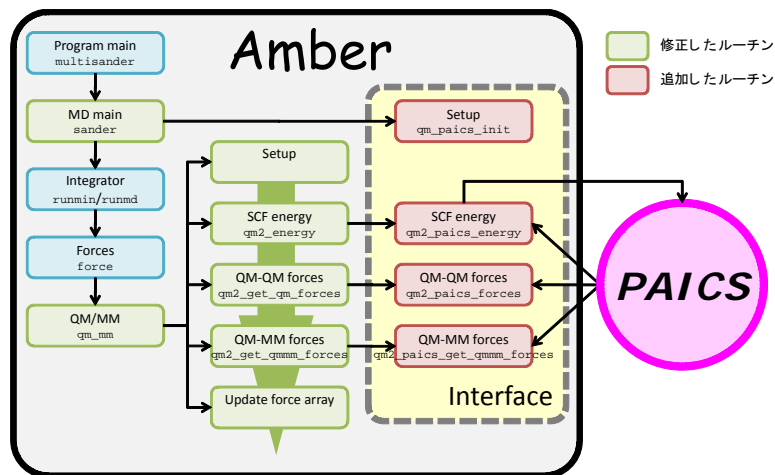 Amber
Program main
multisander
MD main
sander
Integrator
runmin/runmd
Forces
force
QM/MM
qm_mm
Setup
SCF energy
qm2_energy
QM-QM forces
qm2_get_qm_forces
QM-MM forces
qm2_get_qmmm_forces
Update force array
Setup
qm_paics_init
SCF energy
qm2_paics_energy
QM-QM forces
qm2_paics_forces
QM-MM forces
qm2_paics_get_qmmm_forces
Interface
修正したルーチン
追加したルーチン
PAICS